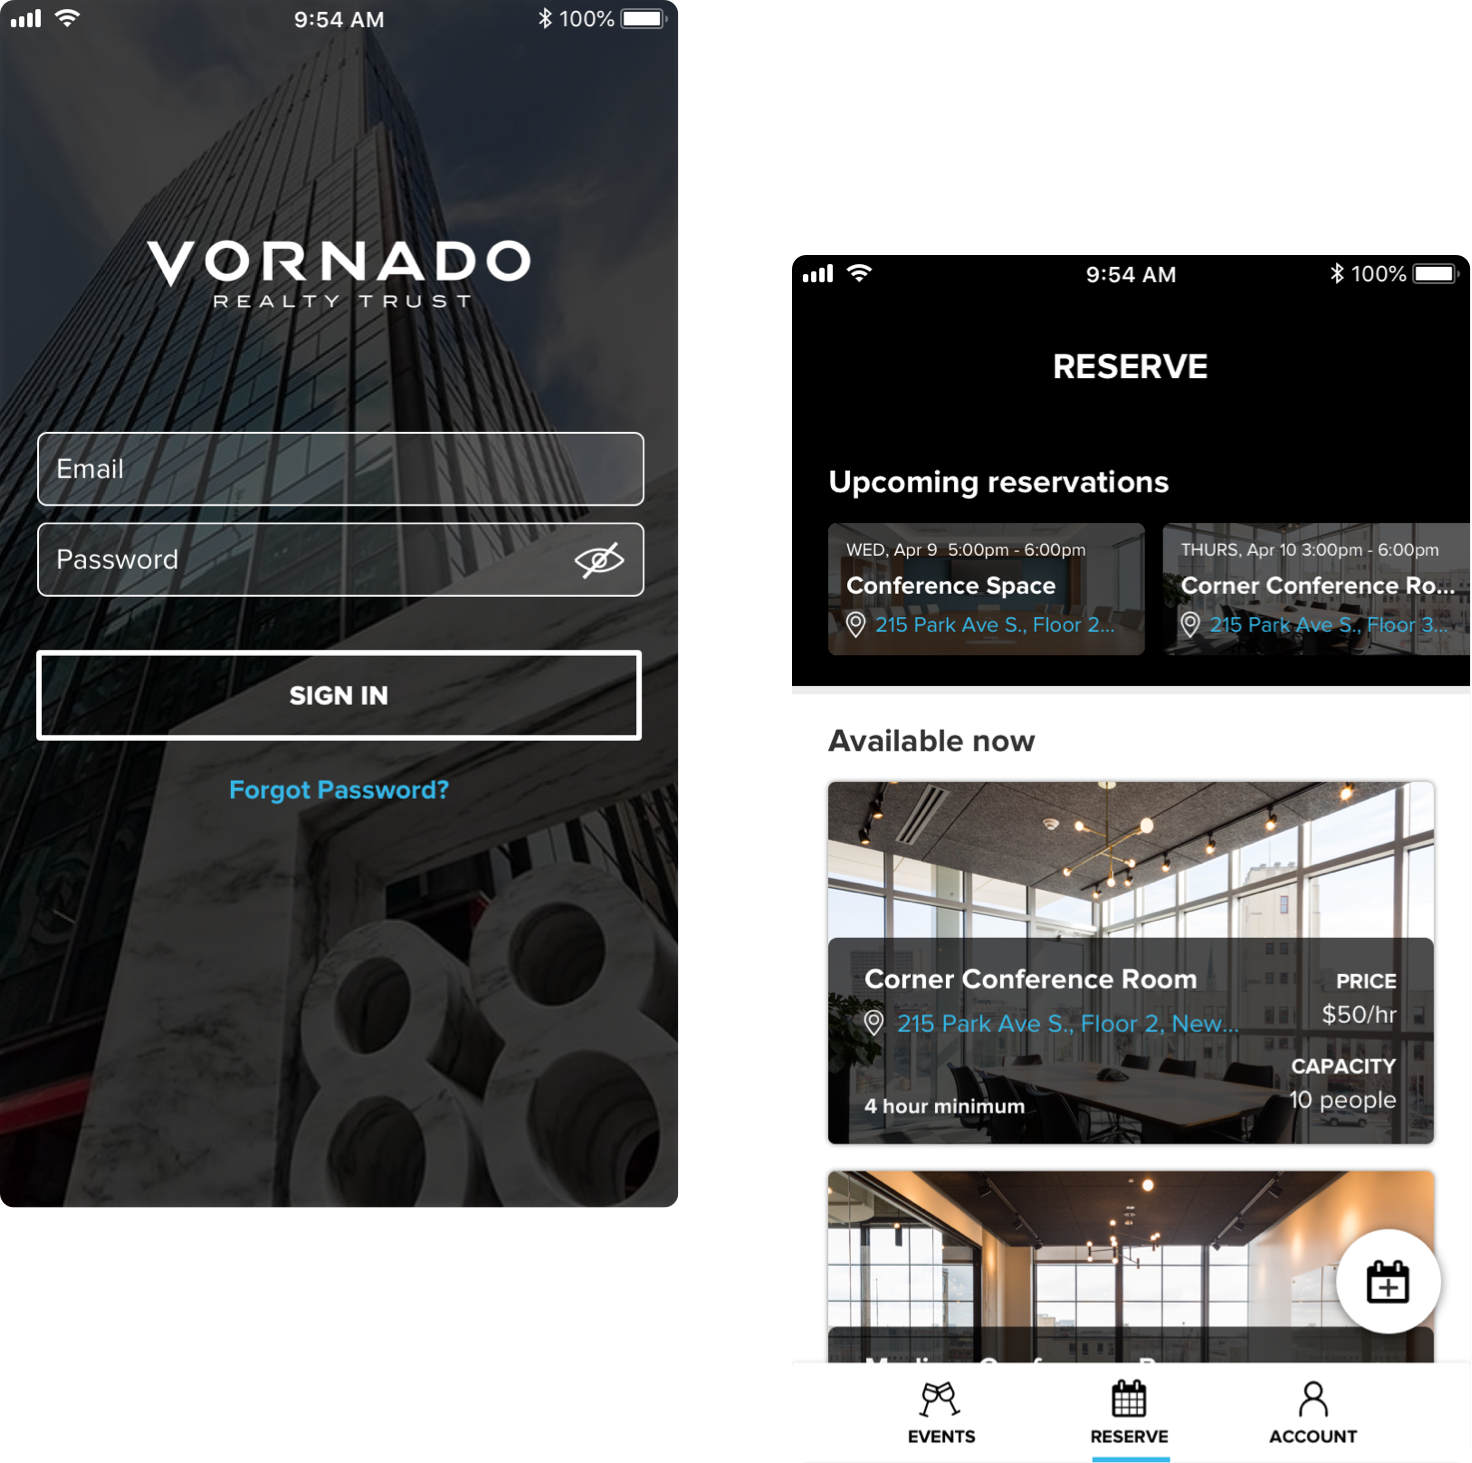 9:54 AM
100%
VORNADO
REALTY TRUST
Email
Password
SIGN IN
Forgot Password?
88
9:54 AM
100%
RESERVE
Upcoming reservations
WED, Apr 9 5:00pm - 6:00pm
Conference Space
215 Park Ave S., Floor 2...
THURS, Apr 10 3:00pm - 6:00pm
Corner Conference Ro...
215 Park Ave S., Floor 3...
Available now
Corner Conference Room
215 Park Ave S., Floor 2, New...
4 hour minimum
PRICE
$50/hr
CAPACITY
10 people
EVENTS
RESERVE
ACCOUNT